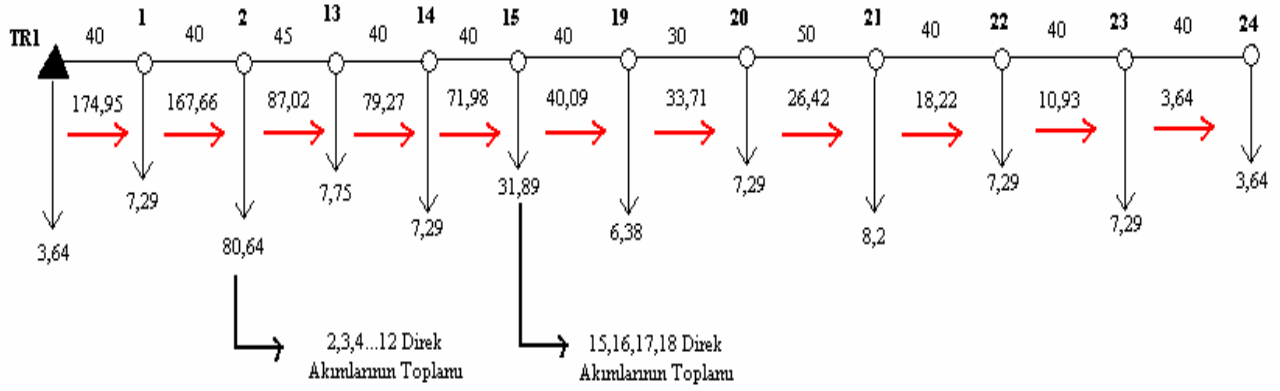 1 2 13 14 15 19 20 21 22 23 24
TR1 40 40 45 40 40 40 30 50 40 40 40
174,95 167,66 87,02 79,27 71,98 40,09 33,71 26,42 18,22 10,93 3,64
7,29 7,75 31,89 7,29 7,29 3,64
3,64 80,64 7,29 6,38 8,2 7,29
2,3,4...12 Direk
Akımlarının Toplamı
15,16,17,18 Direk
Akımlarının Toplamı